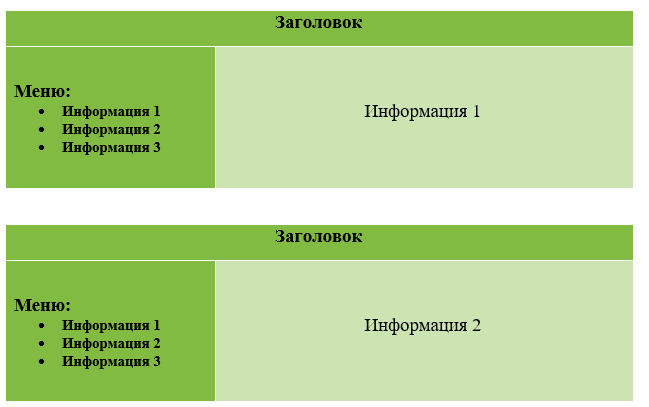 Заголовок
Меню:
• Информация 1
• Информация 2
• Информация 3
Информация 1
Заголовок
Меню:
• Информация 1
• Информация 2
• Информация 3
Информация 2